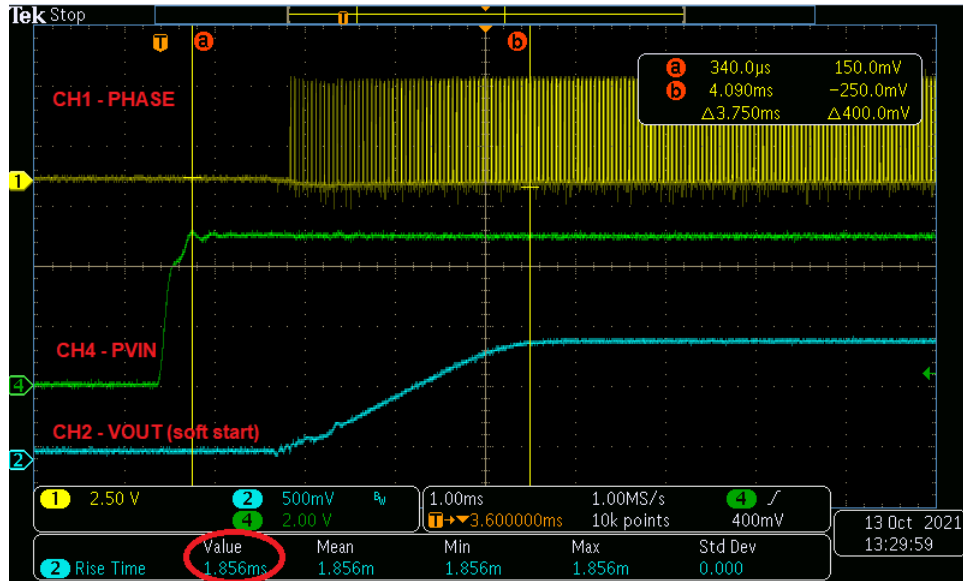 Tek Stop
T
T
a
b
a 340.0µs 150.0mV
b 4.090ms −250.0mV
△3.750ms △400.0mV
CH1 - PHASE
1
CH4 - PVIN
4
CH2 - VOUT (soft start)
2
1 2.50 V 2 500mV BW 1.00ms 1.00MS/s 4 ∫
4 2.00 V T→▼3.600000ms 10k points 400mV
13 Oct 2021
13:29:59
Value Mean Min Max Std Dev
2 Rise Time 1.856ms 1.856m 1.856m 1.856m 0.000